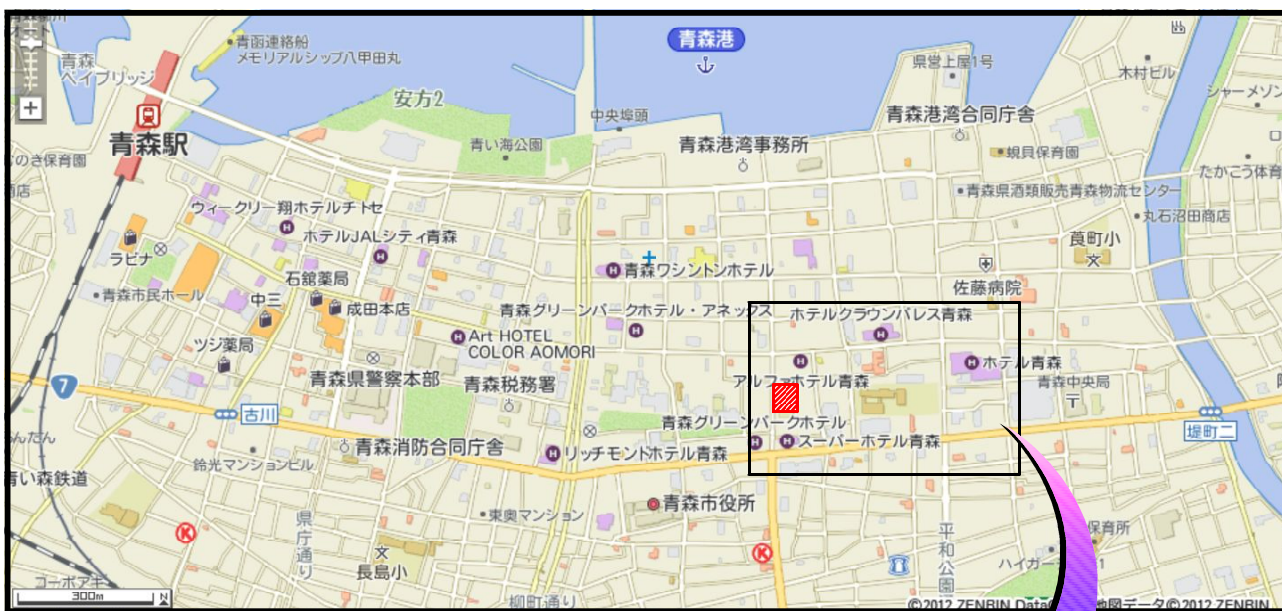 青函連絡船
メモリアルシップ八甲田丸
青森
ベイブリッジ
青森駅
安方2
青い海公園
中央埠頭
青森港
青森港湾事務所
県営上屋1号
青森港湾合同庁舎
蜆貝保育園
木村ビル
シャーメゾン
たかこう体育
青森県酒類販売青森物流センター
丸石沼田商店
莨町小
佐藤病院
ウィークリー翔ホテルチトセ
ホテルJALシティ青森
ラビナ
青森市民ホール
石舘薬局
中三
成田本店
ツジ薬局
青森ワシントンホテル
青森グリーンパークホテル・アネックス
ホテルクラウンパレス青森
Art HOTEL
COLOR AOMORI
青森県警察本部
青森税務署
アルファホテル青森
ホテル青森
青森中央局
青森グリーンパークホテル
スーパーホテル青森
7
古川
堤町二
青森消防合同庁舎
リッチモンドホテル青森
鈴光マンションビル
青い森鉄道
青森市役所
東奥マンション
県庁通り
長島小
柳町通り
平和公園通
保育所
ハイガー
コーポアキ
300m
N
©2012 ZENRIN Data
地図データ©2012 ZENRIN